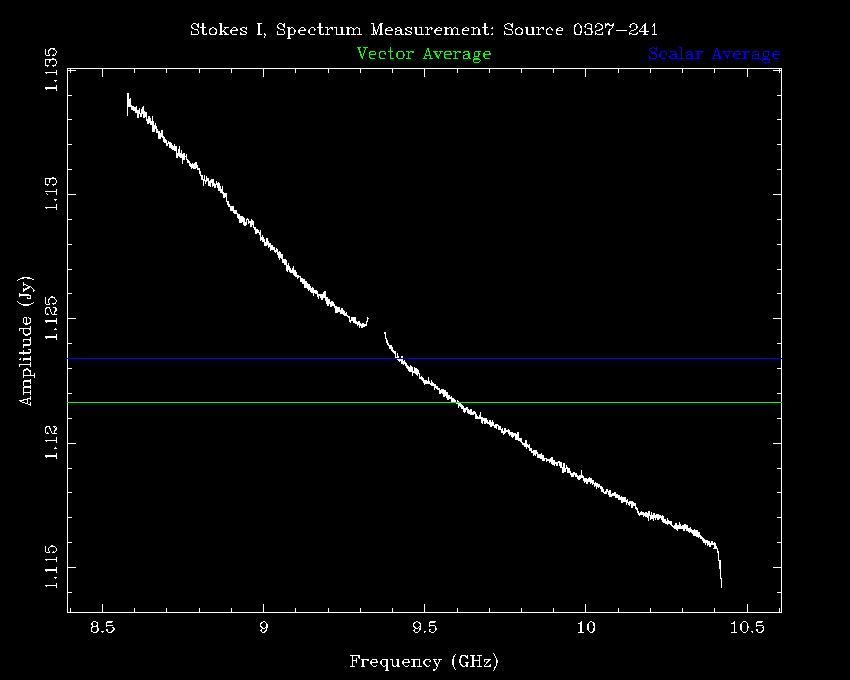 Stokes I, Spectrum Measurement: Source 0327−241
Vector Average
Scalar Average
1.135
1.13
1.125
1.12
1.115
Amplitude (Jy)
8.5
9
9.5
10
10.5
Frequency (GHz)